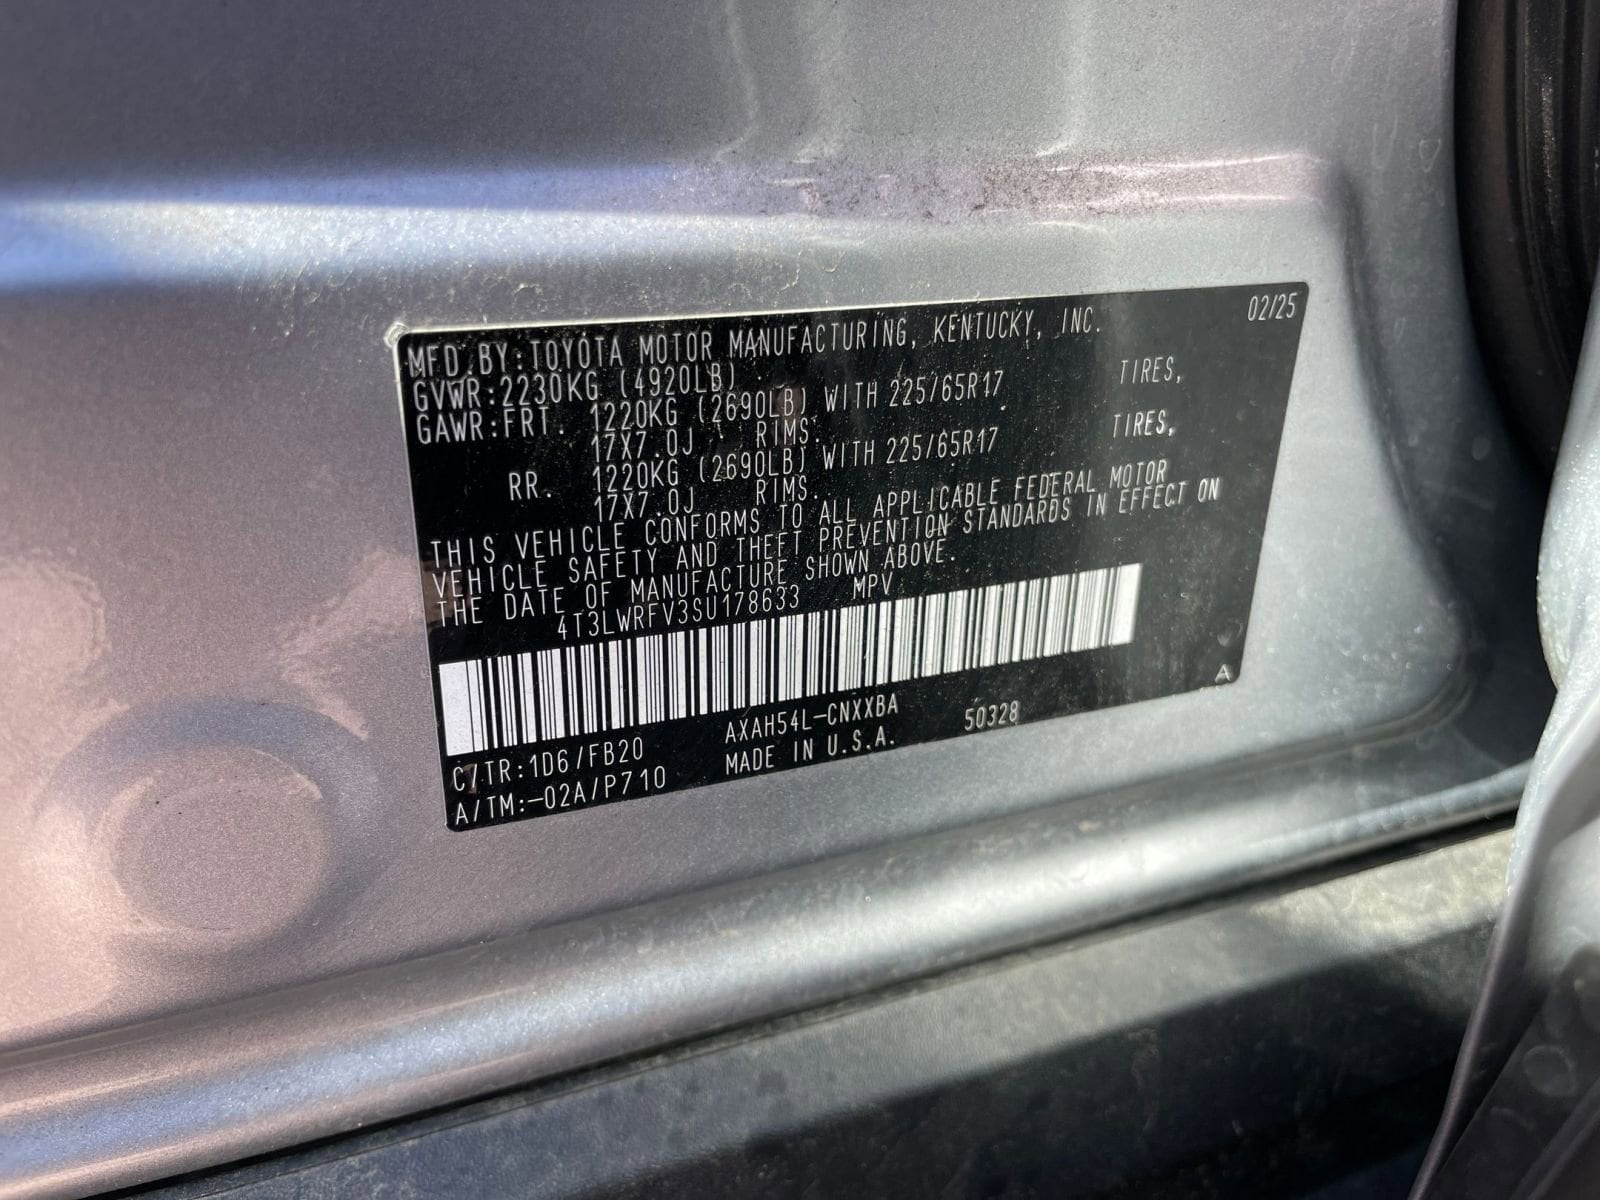 02/25
MFD.BY:TOYOTA MOTOR MANUFACTURING, KENTUCKY, INC.
GVWR:2230KG (4920LB)
GAWR:FRT. 1220KG (2690LB) WITH 225/65R17 TIRES,
17X7.0J RIMS.
RR. 1220KG (2690LB) WITH 225/65R17 TIRES,
17X7.0J RIMS.
THIS VEHICLE CONFORMS TO ALL APPLICABLE FEDERAL MOTOR
VEHICLE SAFETY AND THEFT PREVENTION STANDARDS IN EFFECT ON
THE DATE OF MANUFACTURE SHOWN ABOVE.
4T3LWRFV3SU178633 MPV
A
C/TR:1D6/FB20 AXAH54L-CNXXBA 50328
A/TM:-02A/P710 MADE IN U.S.A.